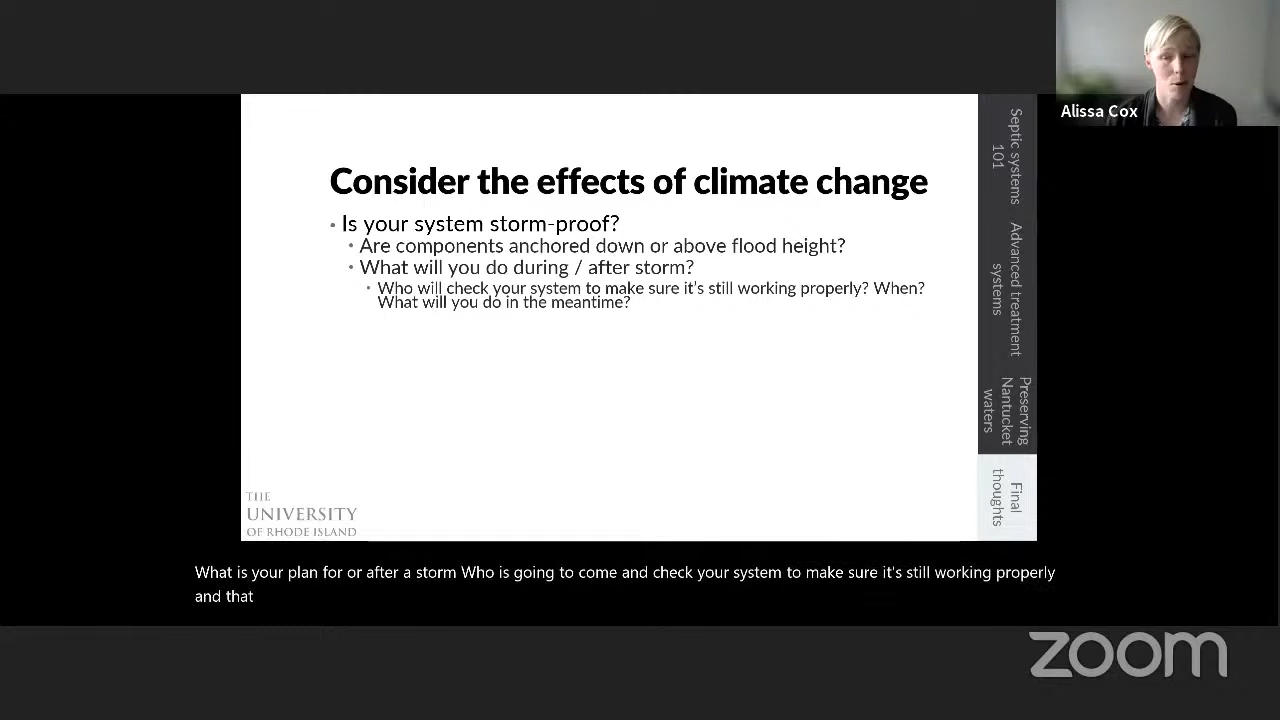 Alissa Cox
Consider the effects of climate change
• Is your system storm-proof?
• Are components anchored down or above flood height?
• What will you do during / after storm?
• Who will check your system to make sure it's still working properly? When?
What will you do in the meantime?
Septic systems
101
Advanced treatment
systems
Preserving
Nantucket
waters
Final
thoughts
THE
UNIVERSITY
OF RHODE ISLAND
What is your plan for or after a storm Who is going to come and check your system to make sure it's still working properly
and that
zoom